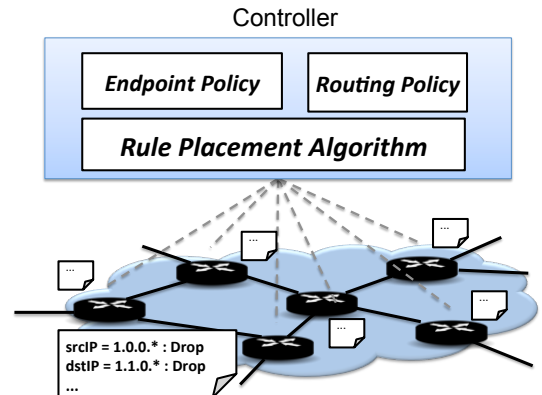 Controller
Endpoint Policy
Routing Policy
Rule Placement Algorithm
...
...
...
...
...
srcIP = 1.0.0.* : Drop
dstIP = 1.1.0.* : Drop
...